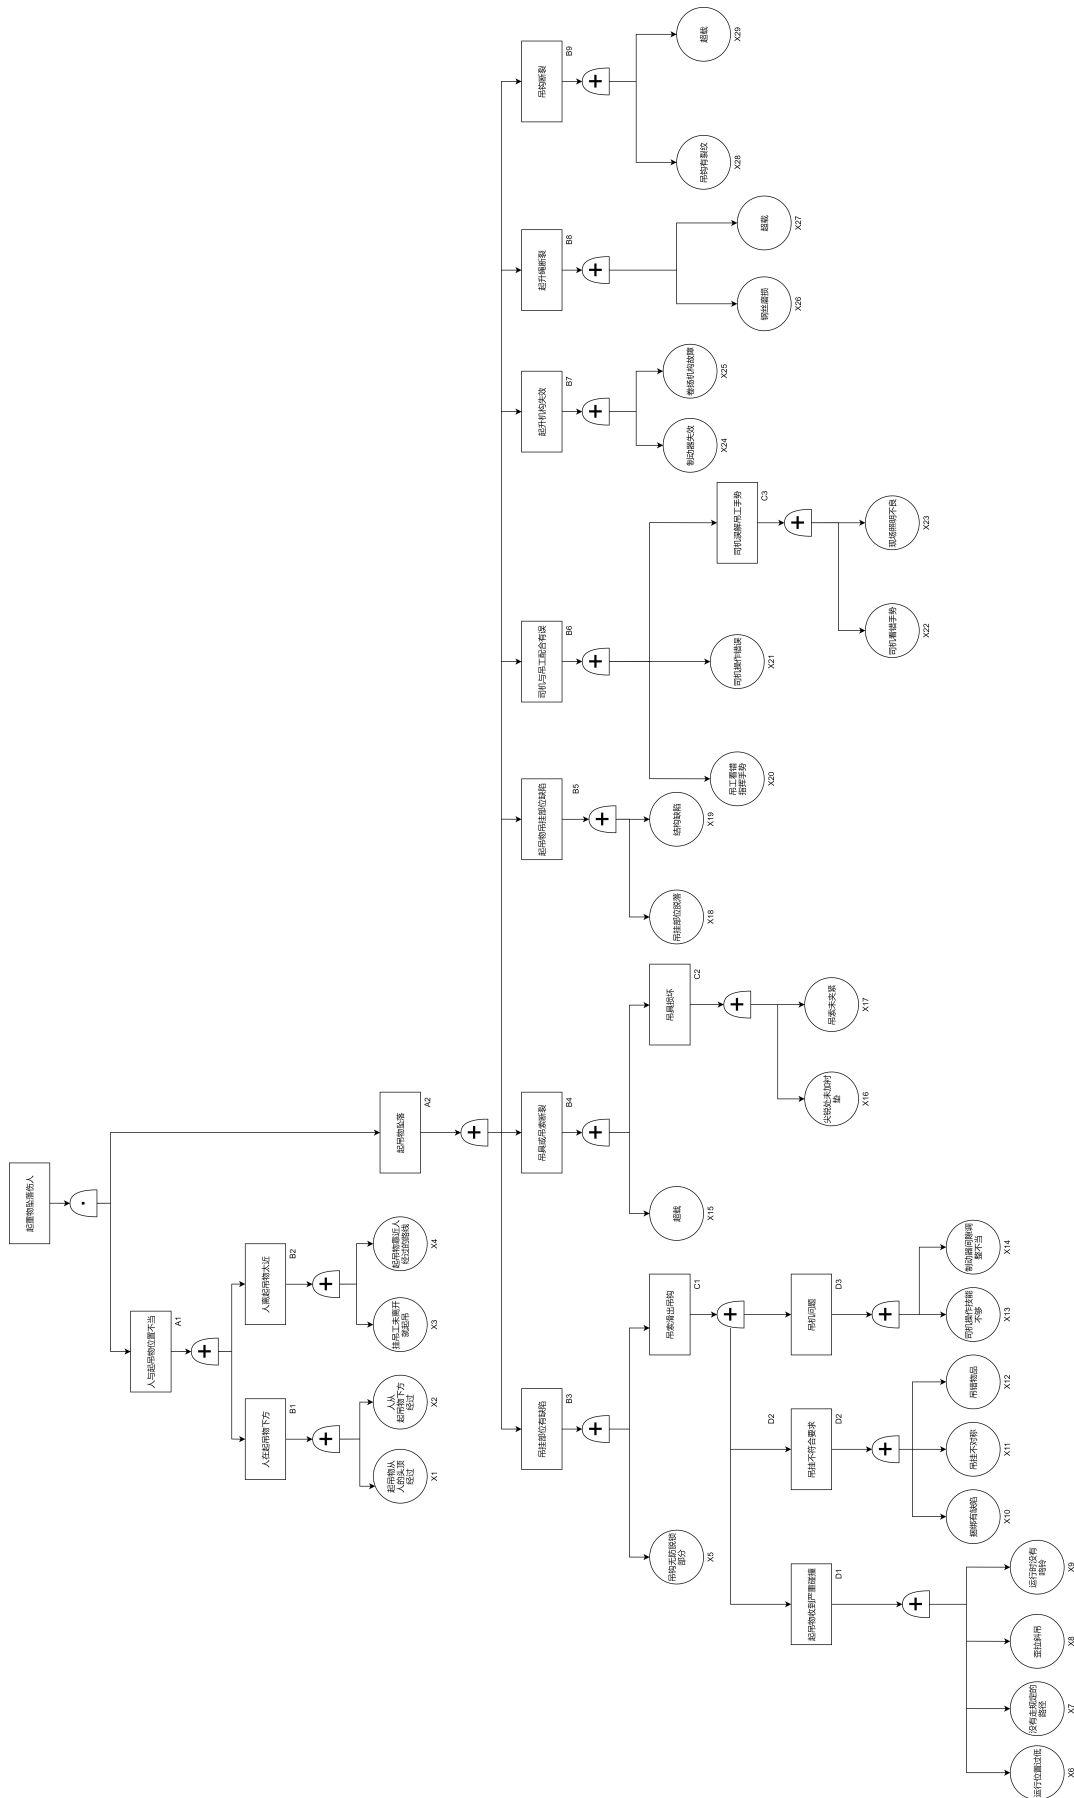 起重物坠落伤人
·
人与起吊物位置不当
A1
+
人在起吊物下方
B1
+
起吊物从
人的头顶
经过
X1
人从
起吊物下方
经过
X2
人离起吊物太近
B2
+
挂吊工未离开
就起吊
X3
起吊物靠近人
经过的路线
X4
起吊物坠落
A2
+
吊挂部位有缺陷
B3
+
吊钩无防脱锁
部分
X5
吊索滑出吊钩
C1
+
起吊物收到严重碰撞
D1
+
运行位置过低
X6
没有走规定的
路径
X7
歪拉斜吊
X8
运行时没有
鸣铃
X9
D2
吊挂不符合要求
D2
+
捆绑有缺陷
X10
吊挂不对称
X11
吊错物品
X12
吊机问题
D3
+
司机操作技能
不够
X13
制动器间隙调
整不当
X14
吊具或吊索断裂
B4
+
超载
X15
吊具损坏
C2
+
尖锐处未加衬
垫
X16
吊索未夹紧
X17
起吊物吊挂部位缺陷
B5
+
吊挂部位脱落
X18
结构缺陷
X19
司机与吊工配合有误
B6
+
吊工看错
指挥手势
X20
司机操作错误
X21
司机误解吊工手势
C3
+
司机看错手势
X22
现场照明不良
X23
起升机构失效
B7
+
制动器失效
X24
卷扬机构故障
X25
起升绳断裂
B8
+
钢丝磨损
X26
超载
X27
吊钩断裂
B9
+
吊钩有裂纹
X28
超载
X29